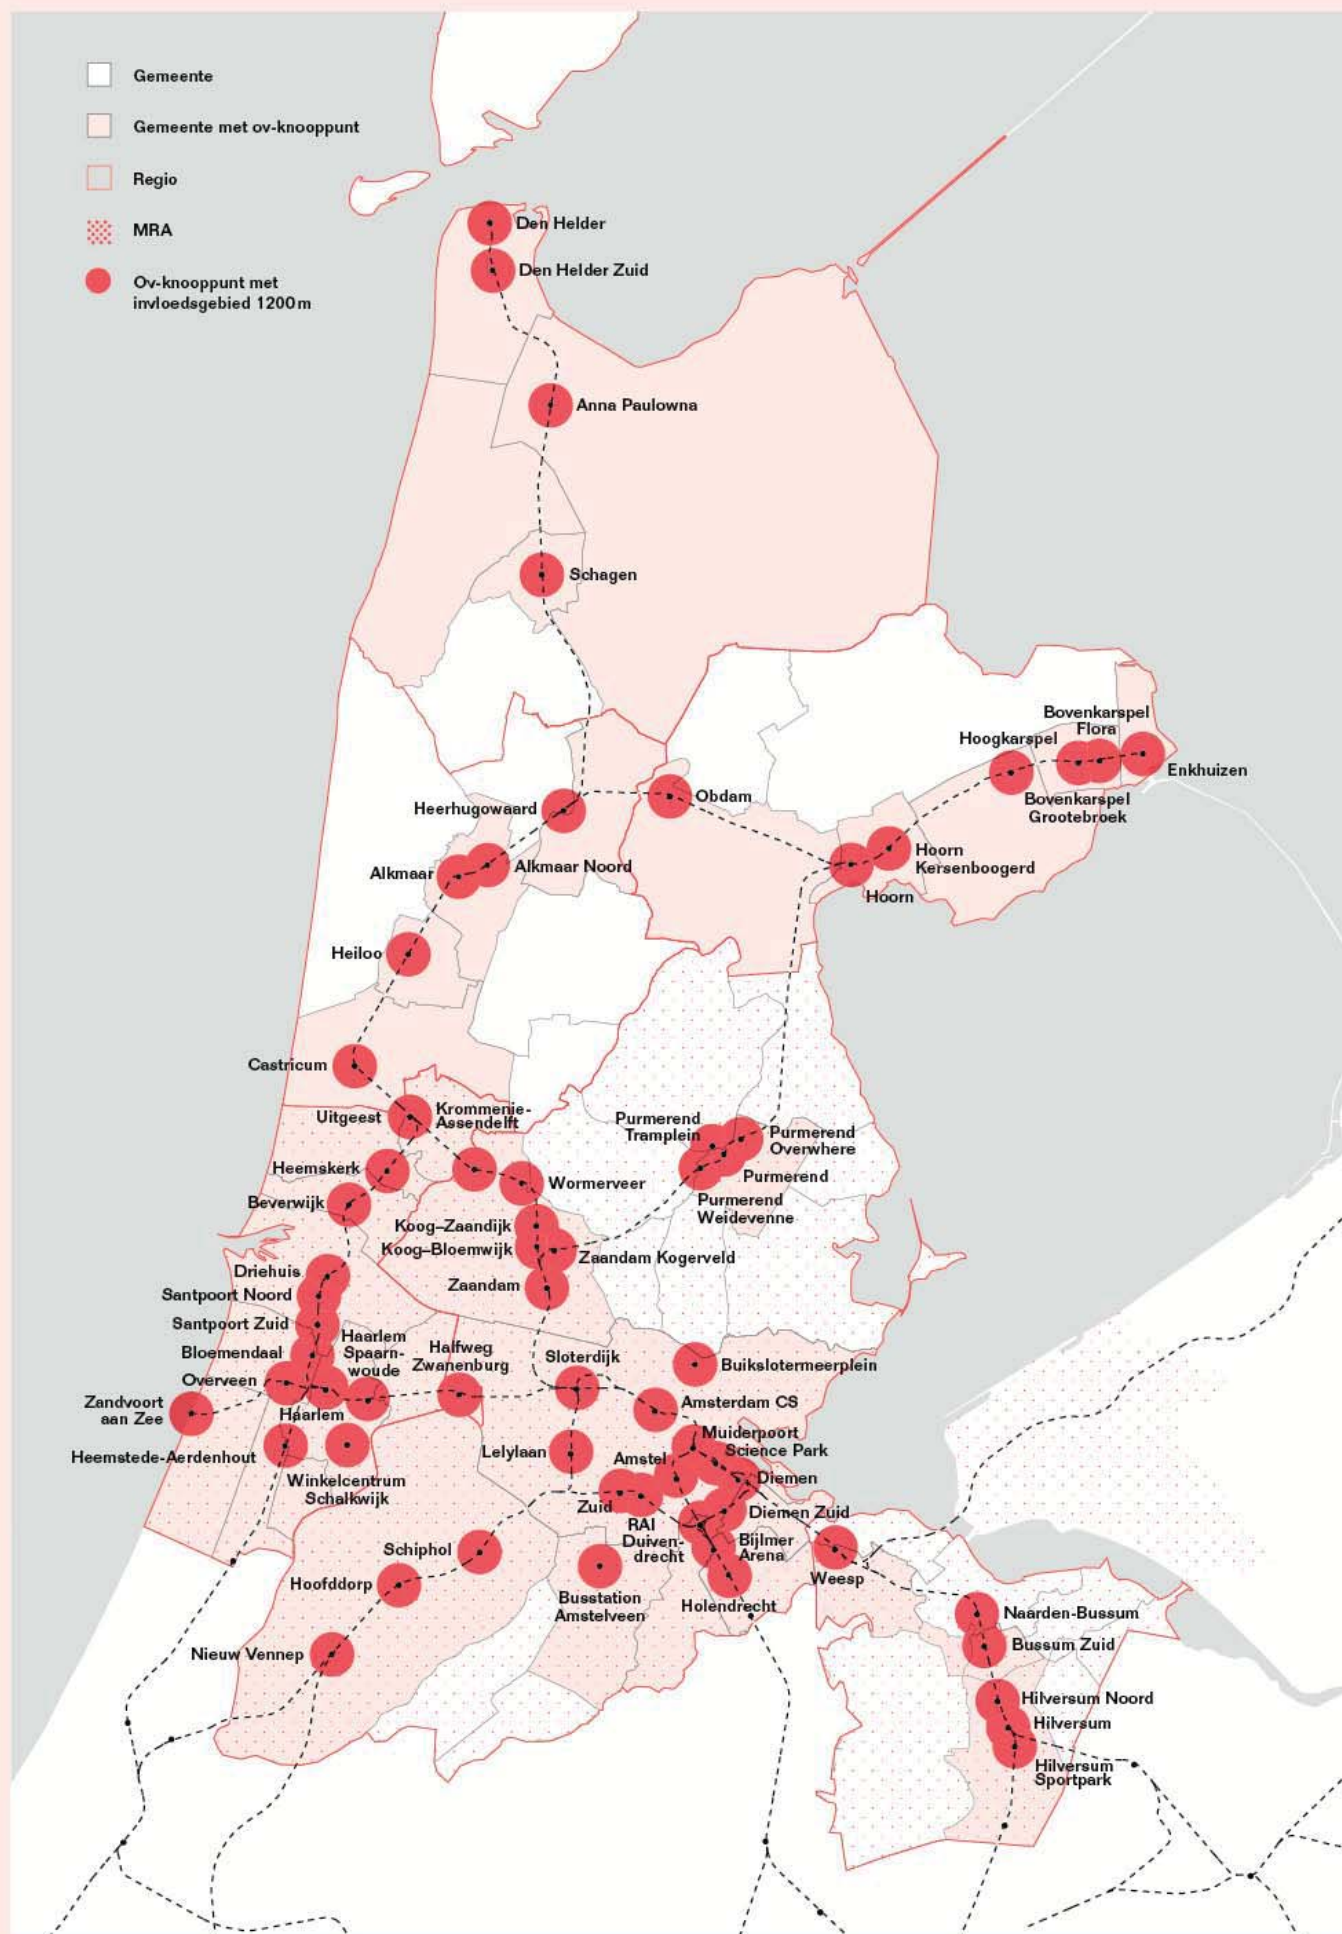 Gemeente
Gemeente met ov-knooppunt
Regio
MRA
Ov-knooppunt met
invloedsgebied 1200 m
Den Helder
Den Helder Zuid
Anna Paulowna
Schagen
Bovenkarspel
Flora
Hoogkarspel
Enkhuizen
Obdam
Bovenkarspel
Grootebroek
Heerhugowaard
Hoorn
Kersenboogerd
Alkmaar Noord
Alkmaar
Hoorn
Heiloo
Castricum
Krommenie-
Assendelft
Uitgeest
Purmerend
Tramplein
Purmerend
Overwhere
Heemskerk
Purmerend
Wormerveer
Beverwijk
Purmerend
Weidevenne
Koog–Zaandijk
Koog–Bloemwijk
Zaandam Kogerveld
Driehuis
Zaandam
Santpoort Noord
Santpoort Zuid
Haarlem
Spaarn-
woude
Halfweg
Zwanenburg
Bloemendaal
Sloterdijk
Buikslotermeerplein
Overveen
Zandvoort
aan Zee
Haarlem
Amsterdam CS
Muiderpoort
Science Park
Heemstede-Aerdenhout
Lelylaan
Amstel
Diemen
Winkelcentrum
Schalkwijk
Zuid
Diemen Zuid
RAI
Duiven-
drecht
Bijlmer
Arena
Schiphol
Weesp
Hoofddorp
Busstation
Amstelveen
Holendrecht
Naarden-Bussum
Bussum Zuid
Nieuw Vennep
Hilversum Noord
Hilversum
Hilversum
Sportpark